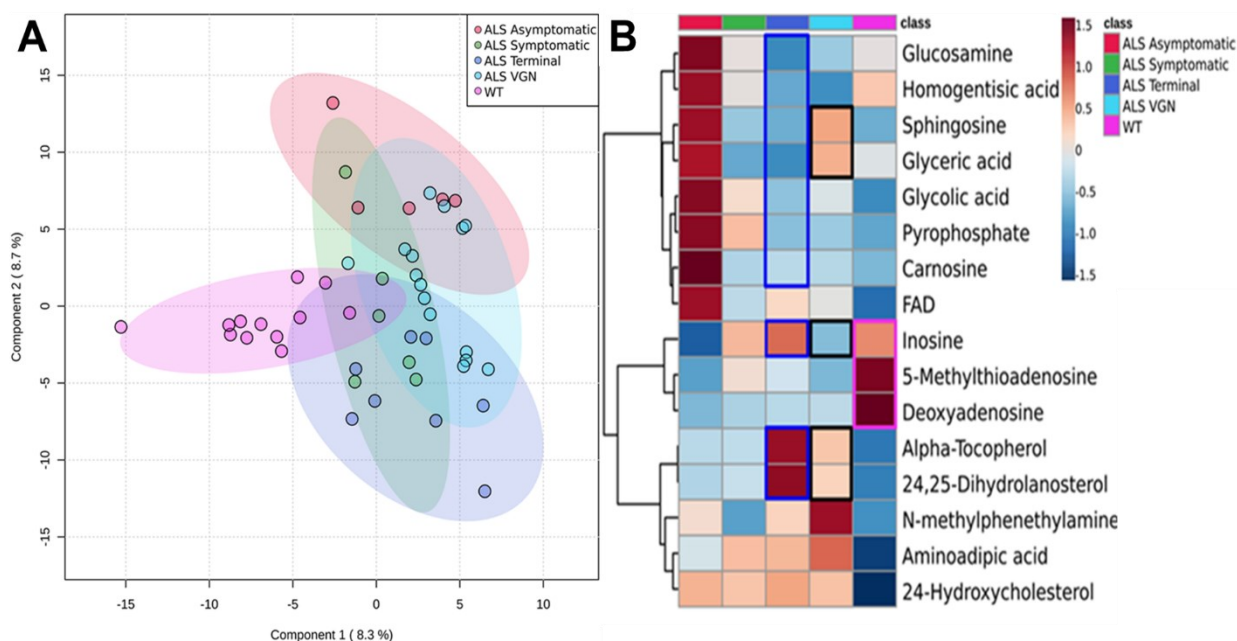 A
ALS Asymptomatic
ALS Symptomatic
ALS Terminal
ALS VGN
WT
15
10
5
0
-5
-10
-15
Component 2 ( 8.7 %)
-15
-10
-5
0
5
10
Component 1 ( 8.3 %)
B
class
Glucosamine
Homogentisic acid
Sphingosine
Glyceric acid
Glycolic acid
Pyrophosphate
Carnosine
FAD
Inosine
5-Methylthioadenosine
Deoxyadenosine
Alpha-Tocopherol
24,25-Dihydrolanosterol
N-methylphenethylamine
Aminoadipic acid
24-Hydroxycholesterol
1.5
1.0
0.5
0
-0.5
-1.0
-1.5
class
ALS Asymptomatic
ALS Symptomatic
ALS Terminal
ALS VGN
WT